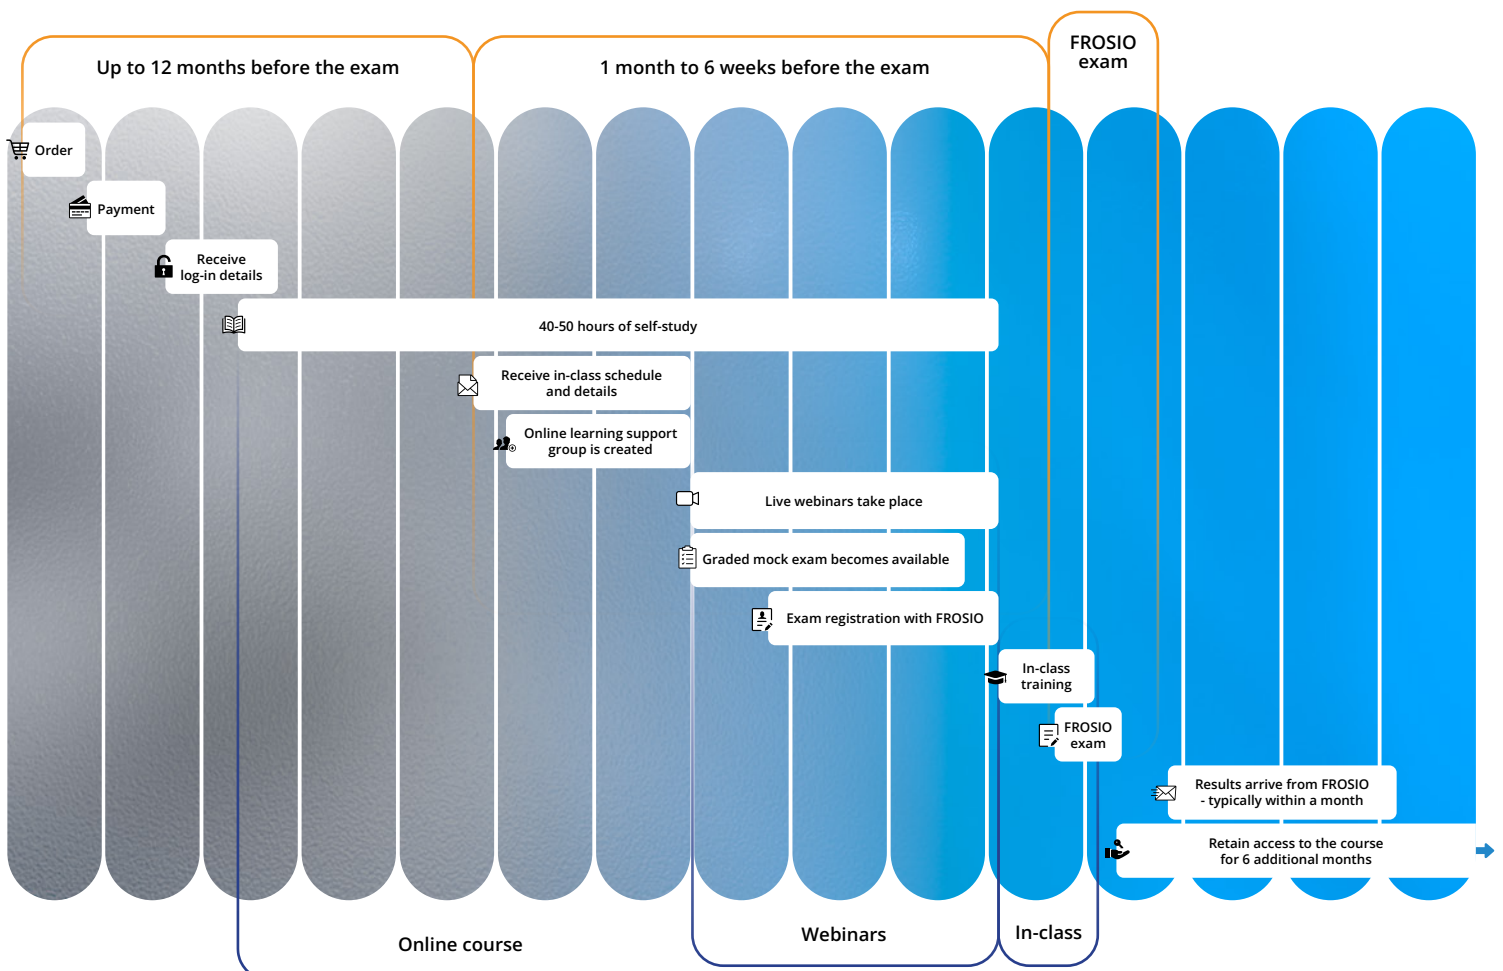 Up to 12 months before the exam
1 month to 6 weeks before the exam
FROSIO
exam
Order
Payment
Receive
log-in details
40-50 hours of self-study
Receive in-class schedule
and details
Online learning support
group is created
Live webinars take place
Graded mock exam becomes available
Exam registration with FROSIO
In-class
training
FROSIO
exam
Results arrive from FROSIO
- typically within a month
Retain access to the course
for 6 additional months
Online course
Webinars
In-class